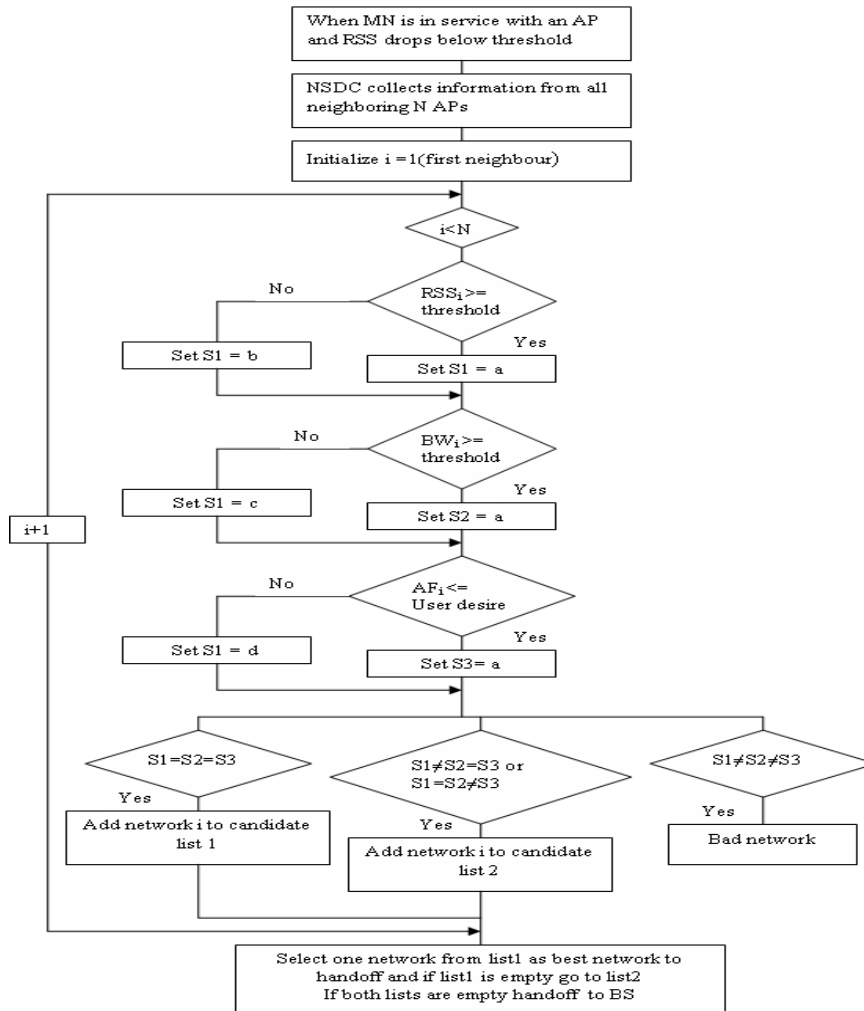 When MN is in service with an AP
and RSS drops below threshold
NSDC collects information from all
neighboring N APs
Initialize i =1(first neighbour)
i<N
RSSi>=
threshold
No
Yes
Set S1 = b
Set S1 = a
BWi>=
threshold
No
Yes
Set S1 = c
Set S2 = a
i+1
AFi<=
User desire
No
Yes
Set S1 = d
Set S3= a
S1=S2=S3
S1≠S2=S3 or
S1=S2≠S3
S1≠S2≠S3
Yes
Yes
Yes
Add network i to candidate
list 1
Add network i to candidate
list 2
Bad network
Select one network from list1 as best network to
handoff and if list1 is empty go to list2
If both lists are empty handoff to BS